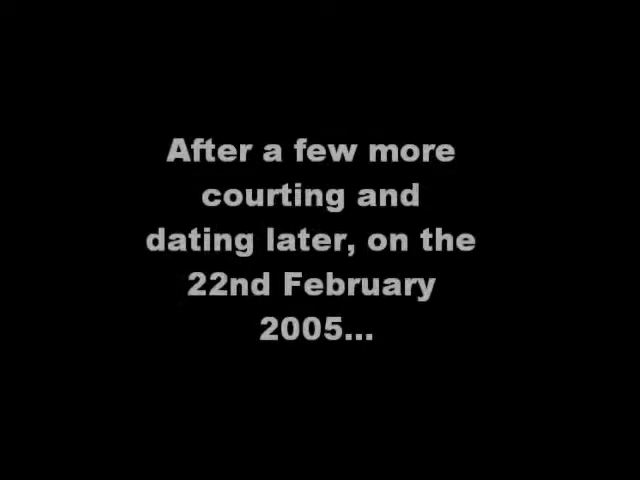 After a few more
courting and
dating later, on the
22nd February
2005...